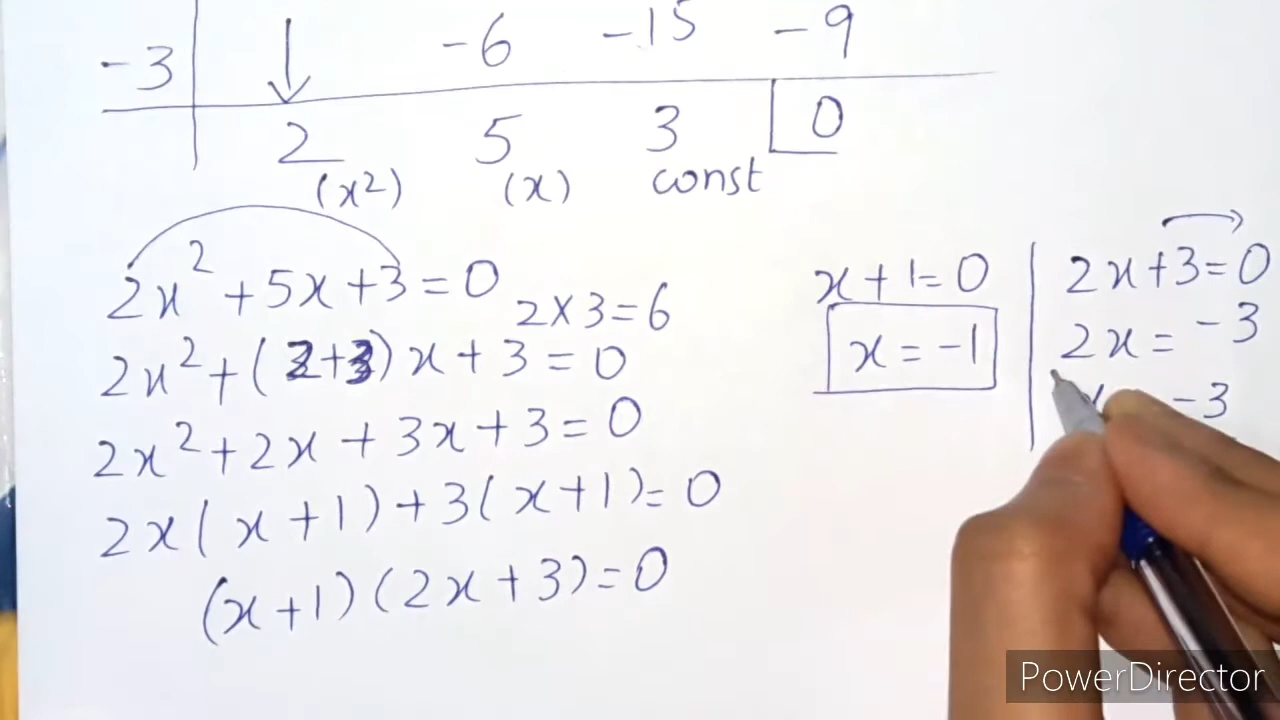 -3 -6 -15 -9
2 5 3 0
(x2) (x) const
2x² + 5x + 3 = 0
2 × 3 = 6
2x² + (2+3) x + 3 = 0
2x² + 2x + 3x + 3 = 0
2x(x + 1) + 3(x + 1) = 0
(x + 1)(2x + 3) = 0
x + 1 = 0
x = -1
2x + 3 = 0
2x = -3
-3
PowerDirector